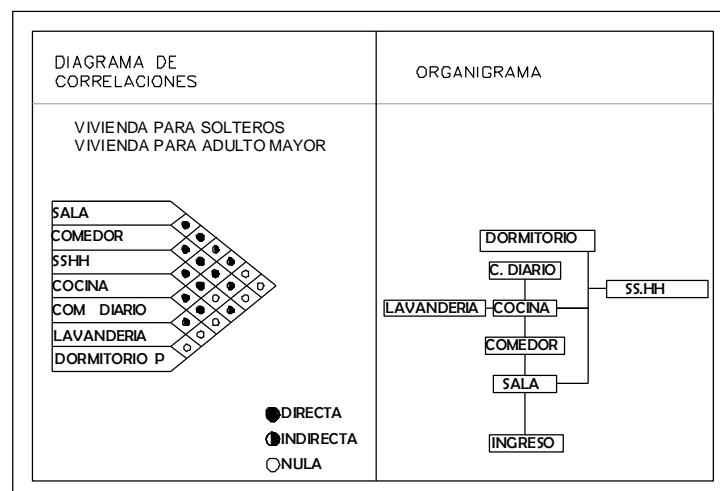 DIAGRAMA DE
CORRELACIONES
ORGANIGRAMA
VIVIENDA PARA SOLTEROS
VIVIENDA PARA ADULTO MAYOR
SALA
COMEDOR
SSHH
COCINA
COM DIARIO
LAVANDERIA
DORMITORIO P
DIRECTA
INDIRECTA
NULA
DORMITORIO
C. DIARIO
SS.HH
LAVANDERIA
COCINA
COMEDOR
SALA
INGRESO